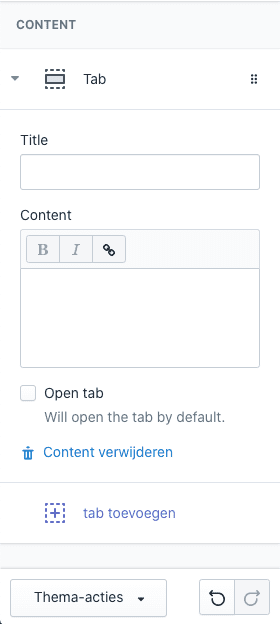 CONTENT
Tab
Title
Content
B I
Open tab
Will open the tab by default.
Content verwijderen
tab toevoegen
Thema-acties